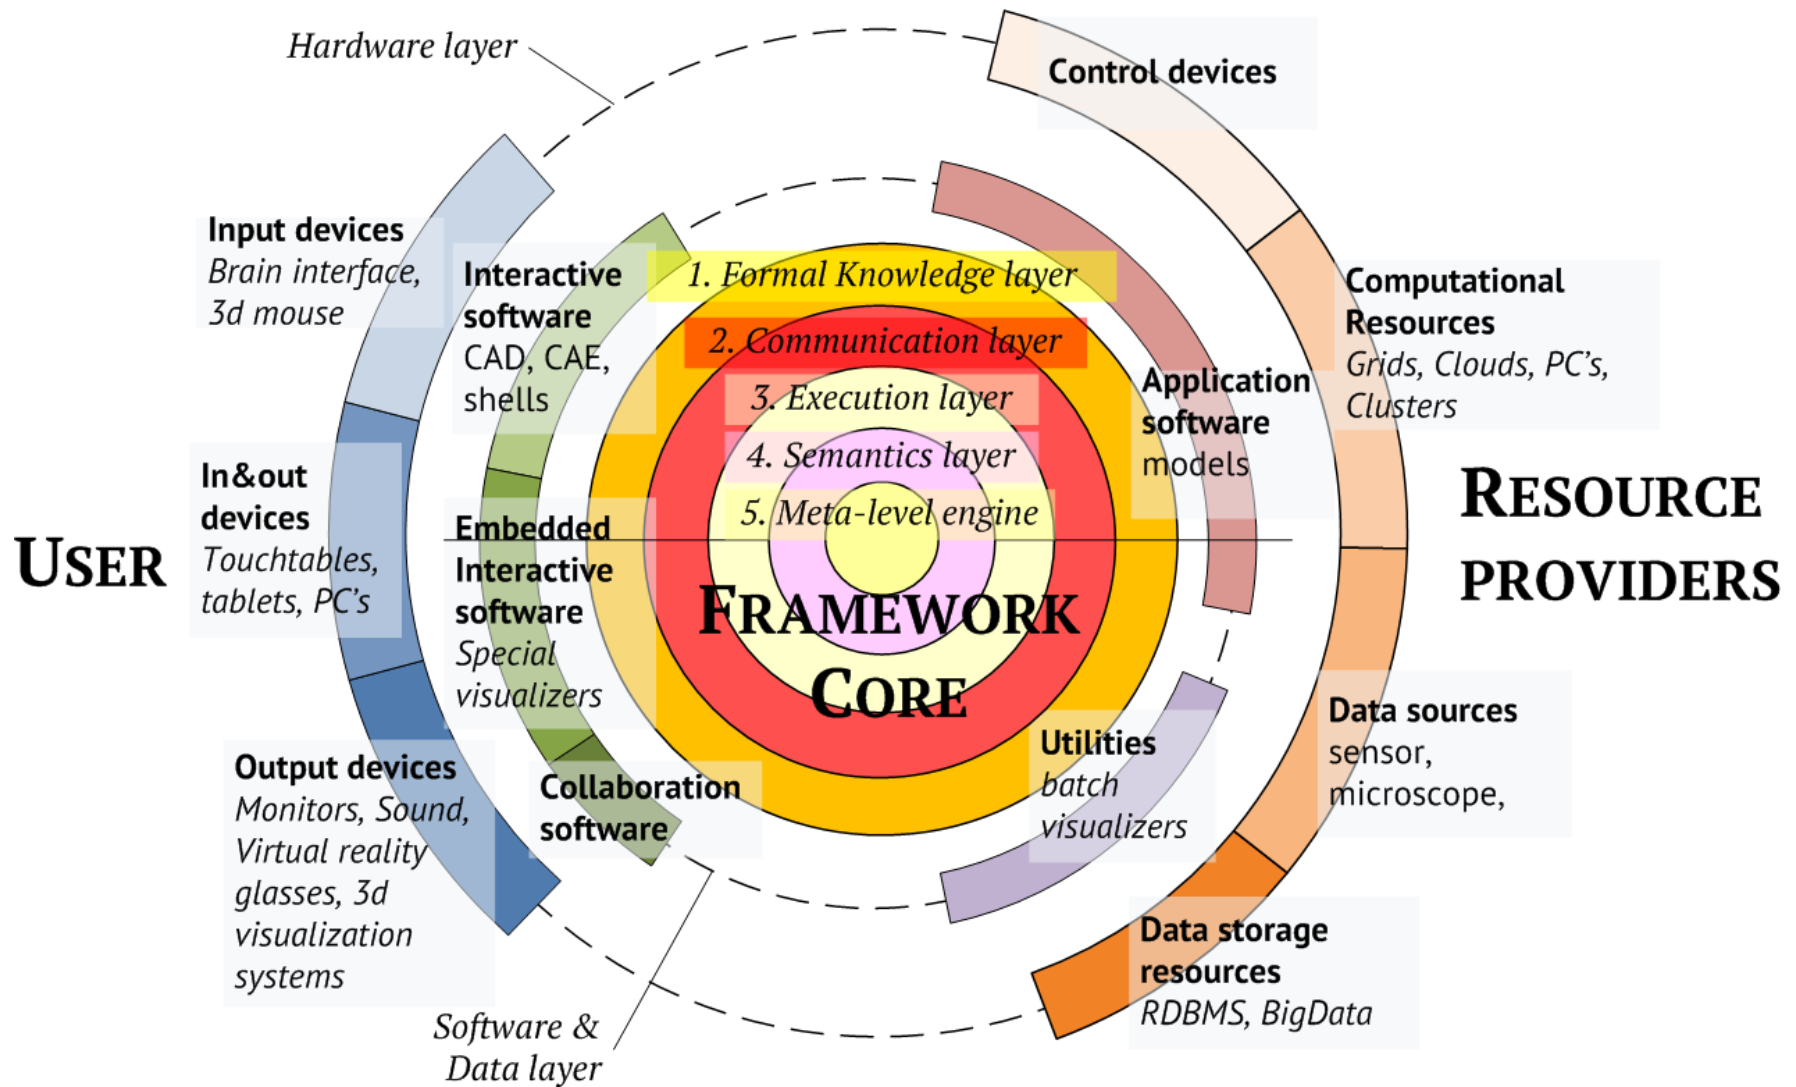 Hardware layer
Control devices
Input devices
Brain interface,
3d mouse
Interactive
software
CAD, CAE,
shells
1. Formal Knowledge layer
2. Communication layer
3. Execution layer
4. Semantics layer
5. Meta-level engine
Application
software
models
Computational
Resources
Grids, Clouds, PC’s,
Clusters
USER
In&out
devices
Touchtables,
tablets, PC’s
Embedded
Interactive
software
Special
visualizers
FRAMEWORK
CORE
RESOURCE
PROVIDERS
Output devices
Monitors, Sound,
Virtual reality
glasses, 3d
visualization
systems
Collaboration
software
Utilities
batch
visualizers
Data sources
sensor,
microscope,
Data storage
resources
RDBMS, BigData
Software &
Data layer